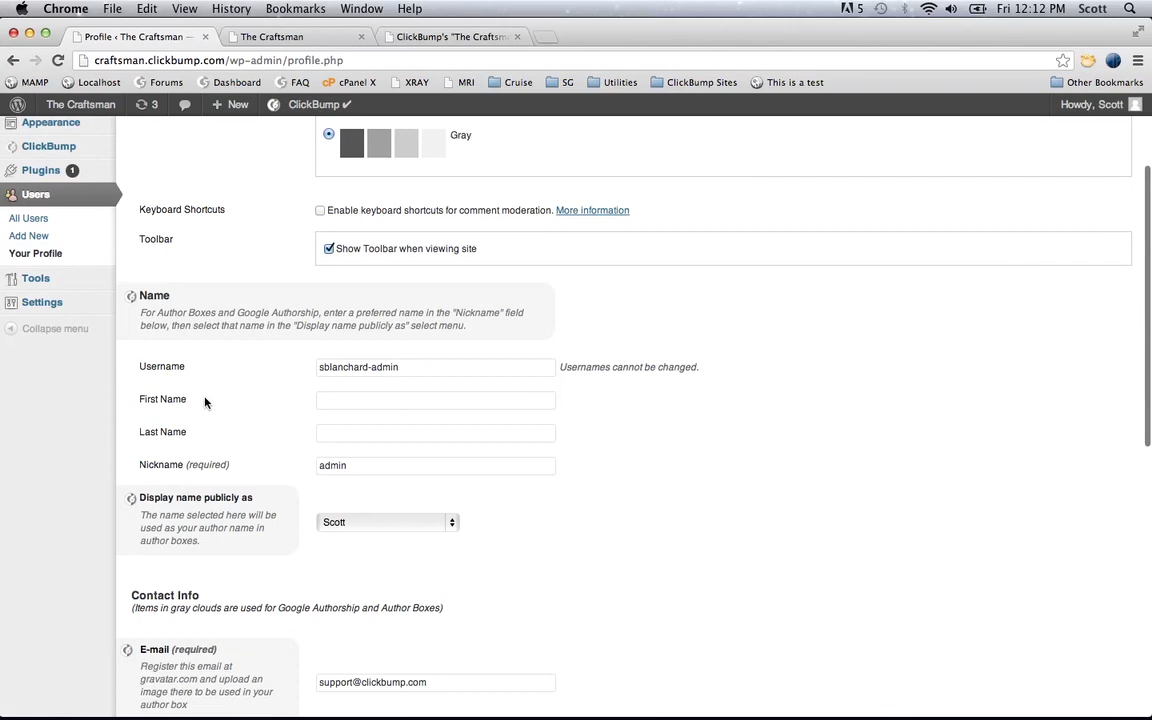 Chrome File Edit View History Bookmarks Window Help 5 Fri 12:12 PM Scott
Profile ‹ The Craftsman — The Craftsman ClickBump's "The Craftsm
craftsman.clickbump.com/wp-admin/profile.php
MAMP Localhost Forums Dashboard FAQ cP cPanel X XRAY MRI Cruise SG Utilities ClickBump Sites This is a test Other Bookmarks
The Craftsman 3 + New ClickBump ✔ Howdy, Scott
Appearance
ClickBump
Plugins 1
Users
All Users
Add New
Your Profile
Tools
Settings
Collapse menu
Gray
Keyboard Shortcuts Enable keyboard shortcuts for comment moderation. More information
Toolbar Show Toolbar when viewing site
Name
For Author Boxes and Google Authorship, enter a preferred name in the "Nickname" field
below, then select that name in the "Display name publicly as" select menu.
Username sblanchard-admin Usernames cannot be changed.
First Name
Last Name
Nickname (required) admin
Display name publicly as
The name selected here will be
used as your author name in
author boxes.
Scott
Contact Info
(Items in gray clouds are used for Google Authorship and Author Boxes)
E-mail (required)
Register this email at
gravatar.com and upload an
image there to be used in your
author box
support@clickbump.com